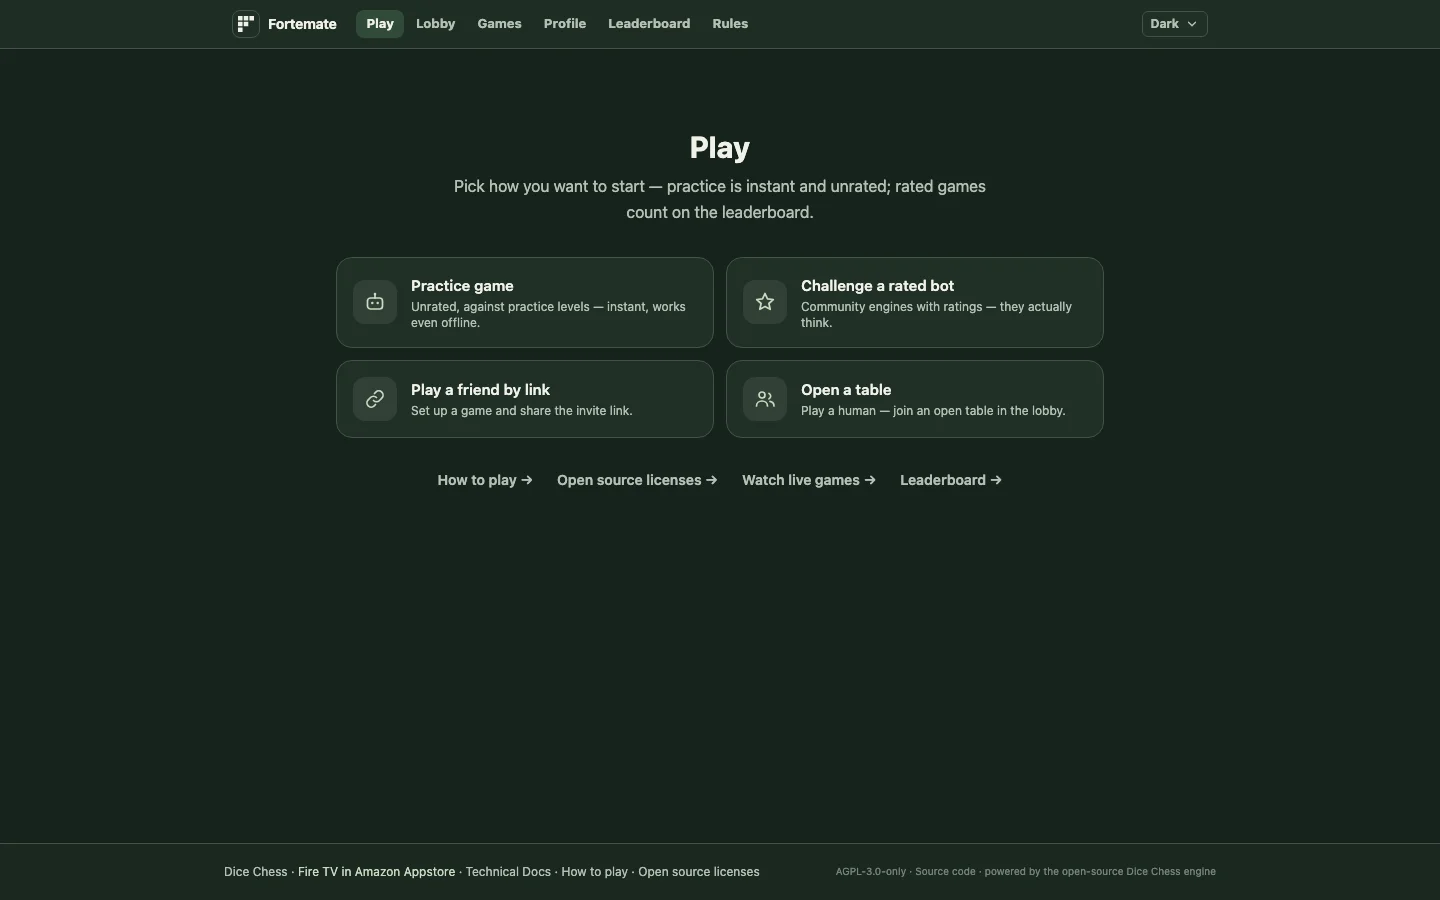 Fortemate
Play
Lobby
Games
Profile
Leaderboard
Rules
Dark
Play
Pick how you want to start — practice is instant and unrated; rated games
count on the leaderboard.
Practice game
Unrated, against practice levels — instant, works
even offline.
Challenge a rated bot
Community engines with ratings — they actually
think.
Play a friend by link
Set up a game and share the invite link.
Open a table
Play a human — join an open table in the lobby.
How to play →
Open source licenses →
Watch live games →
Leaderboard →
Dice Chess · Fire TV in Amazon Appstore · Technical Docs · How to play · Open source licenses
AGPL-3.0-only · Source code · powered by the open-source Dice Chess engine